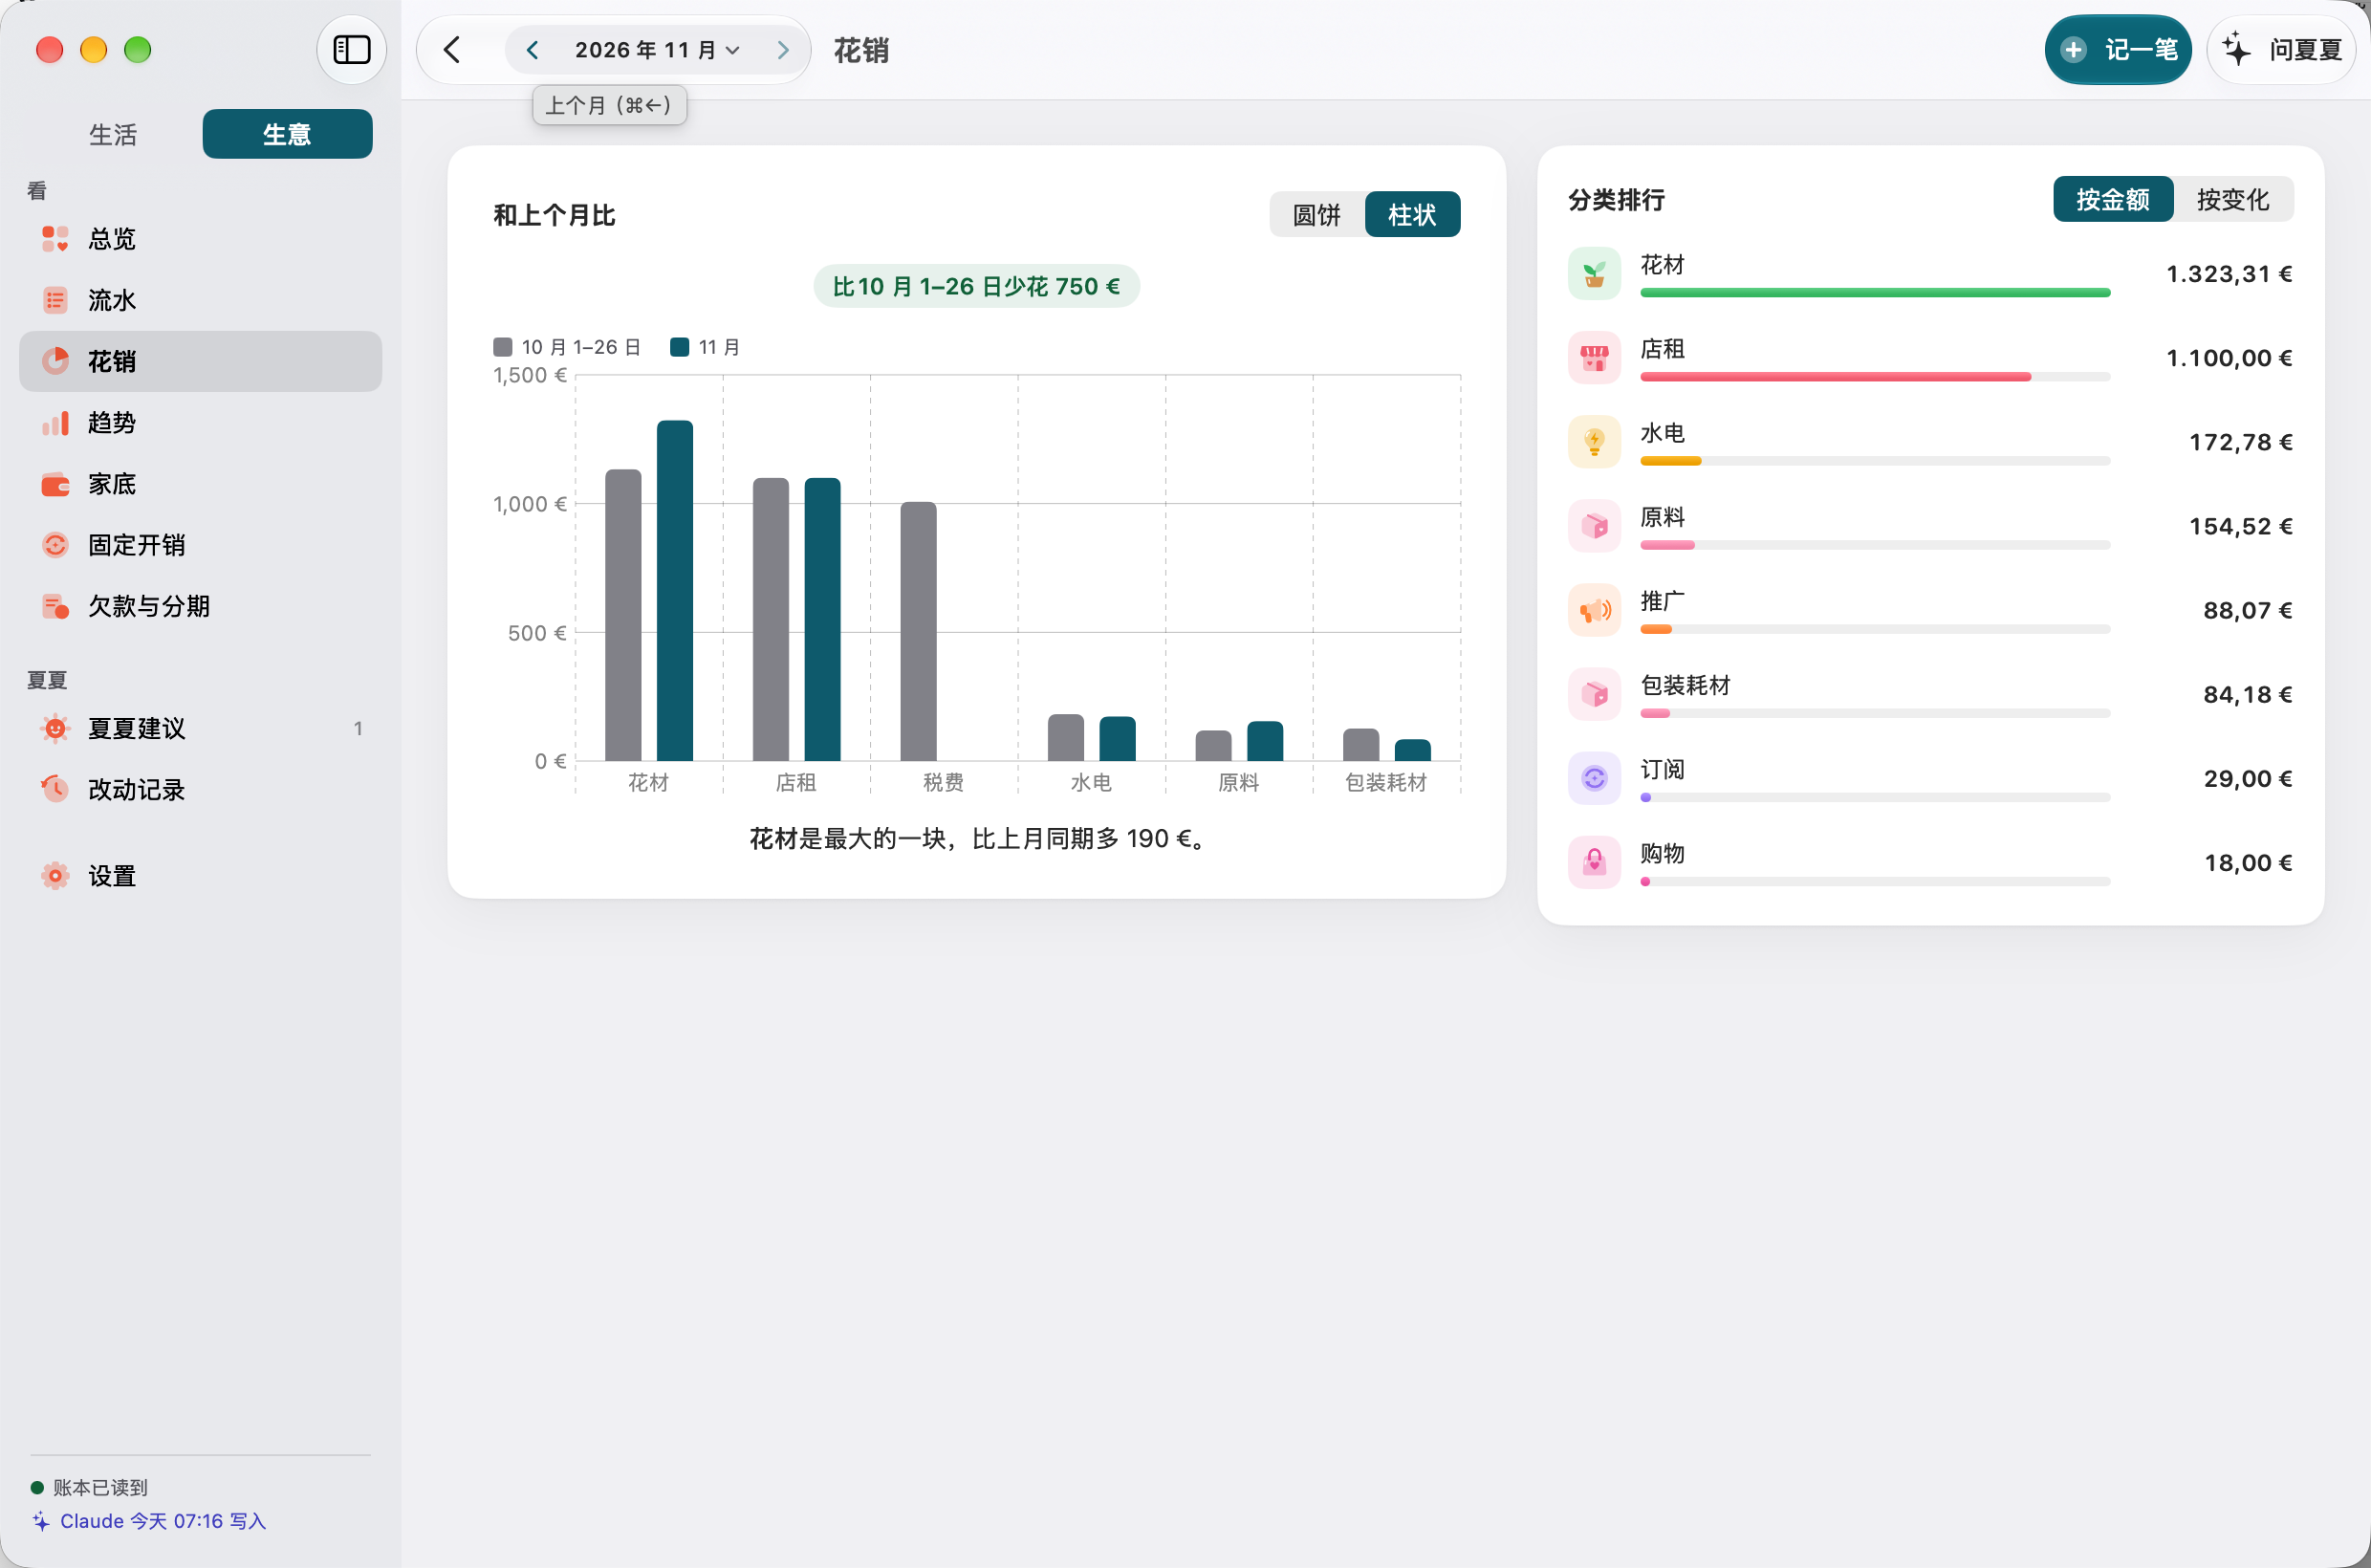 2026 年 11 月
花销
记一笔
问夏夏
上个月 (⌘←)
生活
生意
看
总览
流水
花销
趋势
家底
固定开销
欠款与分期
夏夏
夏夏建议 1
改动记录
设置
账本已读到
Claude 今天 07:16 写入
和上个月比
圆饼
柱状
比10 月 1–26 日少花 750 €
10 月 1–26 日
11 月
1,500 €
1,000 €
500 €
0 €
花材
店租
税费
水电
原料
包装耗材
花材是最大的一块，比上月同期多 190 €。
分类排行
按金额
按变化
花材 1.323,31 €
店租 1.100,00 €
水电 172,78 €
原料 154,52 €
推广 88,07 €
包装耗材 84,18 €
订阅 29,00 €
购物 18,00 €